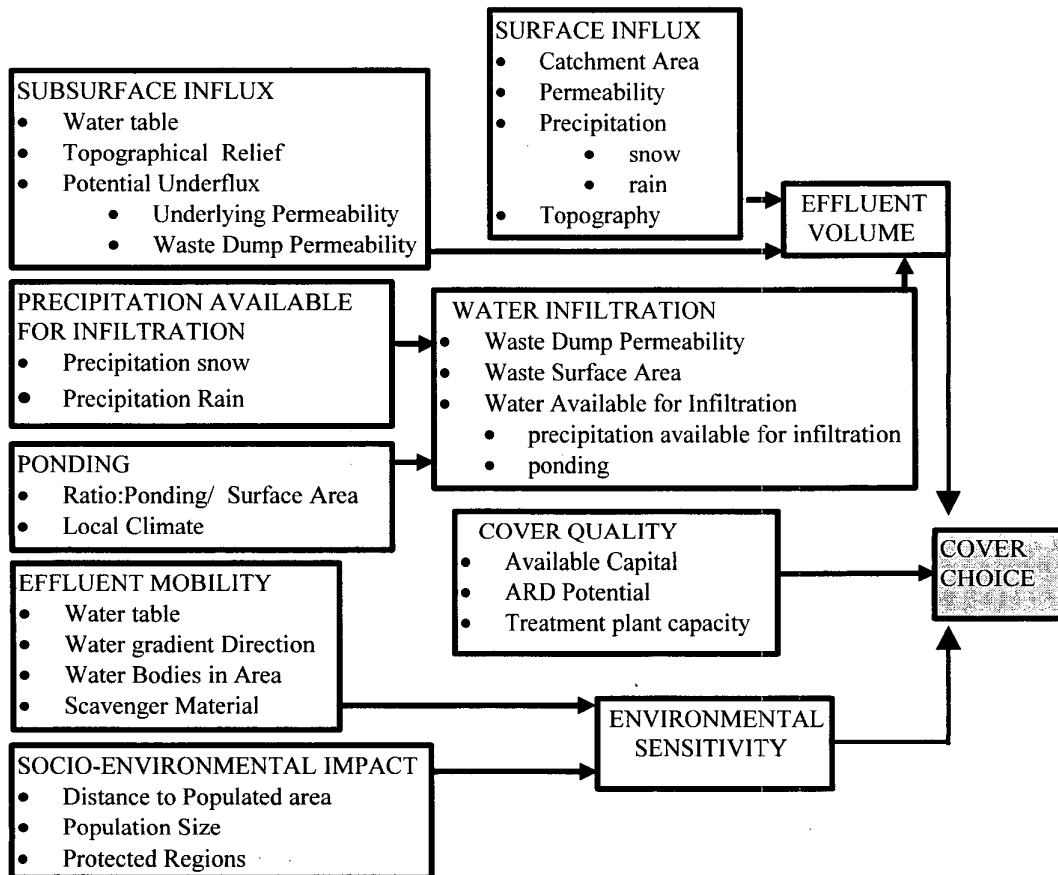 SURFACE INFLUX
• Catchment Area
• Permeability
• Precipitation
• snow
• rain
• Topography
SUBSURFACE INFLUX
• Water table
• Topographical Relief
• Potential Underflux
• Underlying Permeability
• Waste Dump Permeability
EFFLUENT
VOLUME
PRECIPITATION AVAILABLE
FOR INFILTRATION
• Precipitation snow
• Precipitation Rain
WATER INFILTRATION
• Waste Dump Permeability
• Waste Surface Area
• Water Available for Infiltration
• precipitation available for infiltration
• ponding
PONDING
• Ratio:Ponding/ Surface Area
• Local Climate
COVER QUALITY
• Available Capital
• ARD Potential
• Treatment plant capacity
COVER
CHOICE
EFFLUENT MOBILITY
• Water table
• Water gradient Direction
• Water Bodies in Area
• Scavenger Material
ENVIRONMENTAL
SENSITIVITY
SOCIO-ENVIRONMENTAL IMPACT
• Distance to Populated area
• Population Size
• Protected Regions